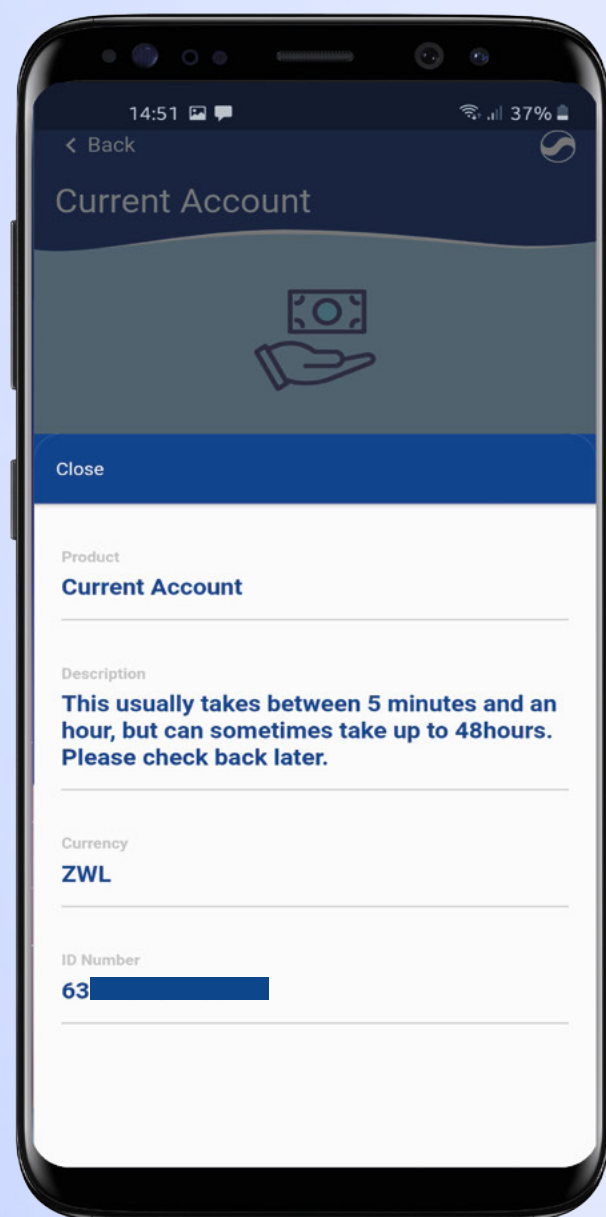 14:51
37%
Back
Current Account
Close
Product
Current Account
Description
This usually takes between 5 minutes and an
hour, but can sometimes take up to 48hours.
Please check back later.
Currency
ZWL
ID Number
63